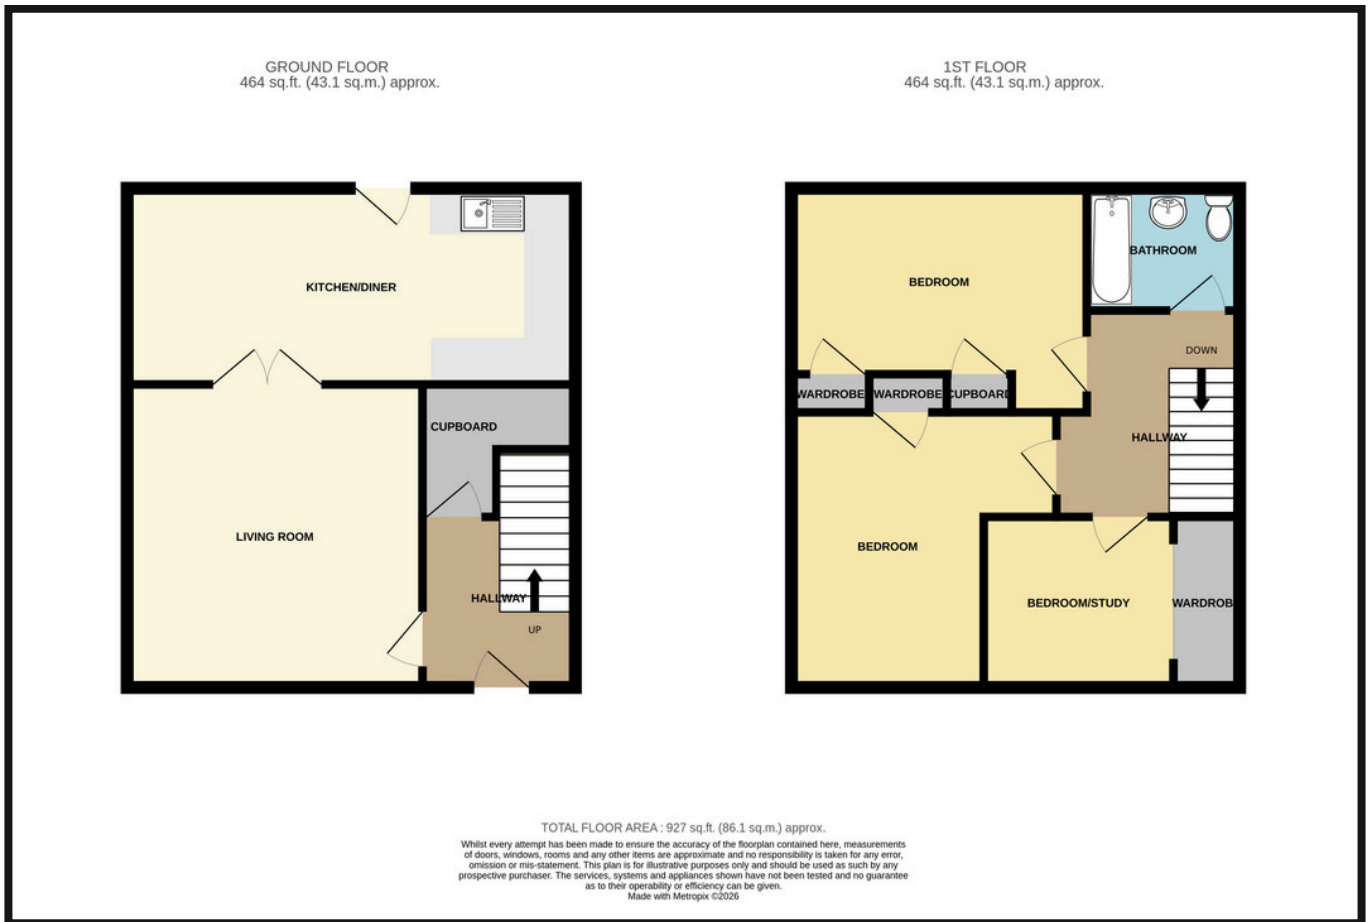 GROUND FLOOR
464 sq.ft. (43.1 sq.m.) approx.
1ST FLOOR
464 sq.ft. (43.1 sq.m.) approx.
KITCHEN/DINER
CUPBOARD
LIVING ROOM
HALLWAY
UP
BEDROOM
BATHROOM
DOWN
WARDROBE
WARDROBE
CUPBOARD
HALLWAY
BEDROOM
BEDROOM/STUDY
WARDROB
TOTAL FLOOR AREA : 927 sq.ft. (86.1 sq.m.) approx.
Whilst every attempt has been made to ensure the accuracy of the floorplan contained here, measurements
of doors, windows, rooms and any other items are approximate and no responsibility is taken for any error,
omission or mis-statement. This plan is for illustrative purposes only and should be used as such by any
prospective purchaser. The services, systems and appliances shown have not been tested and no guarantee
as to their operability or efficiency can be given.
Made with Metropix ©2026